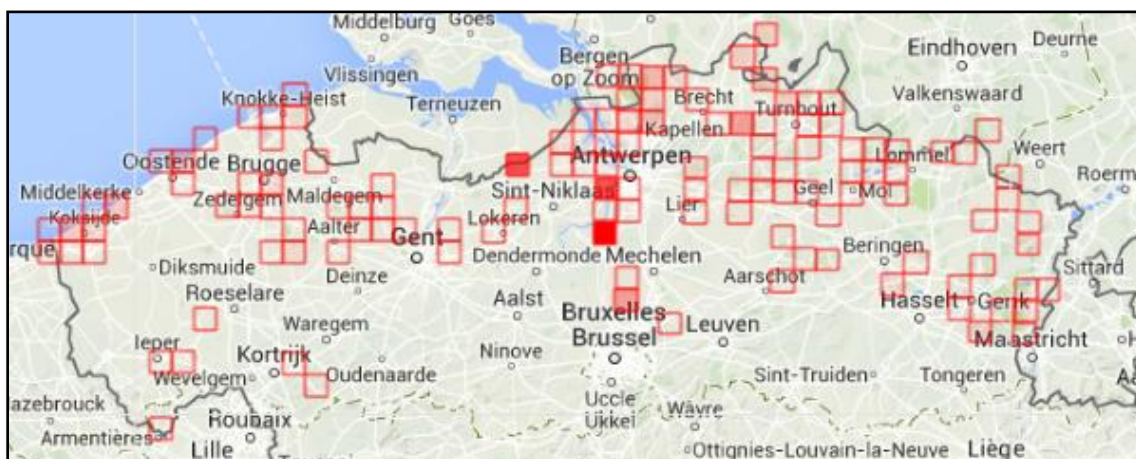 Middelburg
Goes
Vlissingen
Bergen
op Zoom
Eindhoven
Deurne
Knokke-Heist
Terneuzen
Brecht
Turnhout
Valkenswaard
Kapellen
Oostende
Brugge
Antwerpen
Lommel
Weert
Middelkerke
Zedelgem
Maldegem
Sint-Niklaas
Geel
Mol
Roerm
Koksijde
Aalter
Lokeren
Lier
rque
Gent
Beringen
Diksmuide
Deinze
Dendermonde
Mechelen
Sittard
Roeselare
Aalst
Aarschot
Hasselt
Genk
Waregem
Bruxelles
Brussel
Leuven
Maastricht
Ieper
Kortrijk
Ninove
Wevelgem
Oudenaarde
Sint-Truiden
Tongeren
azebrouck
Roubaix
Uccle
Ukkel
Wavre
Armentières
Lille
Ottignies-Louvain-la-Neuve
Liège